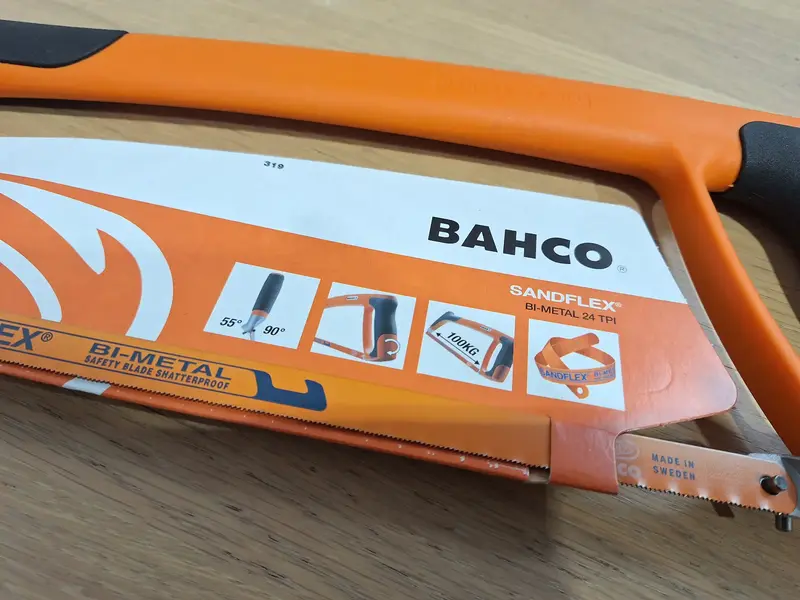 319
BAHCO®
SANDFLEX®
BI-METAL 24 TPI
55°
90°
100KG
SANDFLEX®
EX®
BI-METAL
SAFETY BLADE SHATTERPROOF
MADE IN
SWEDEN